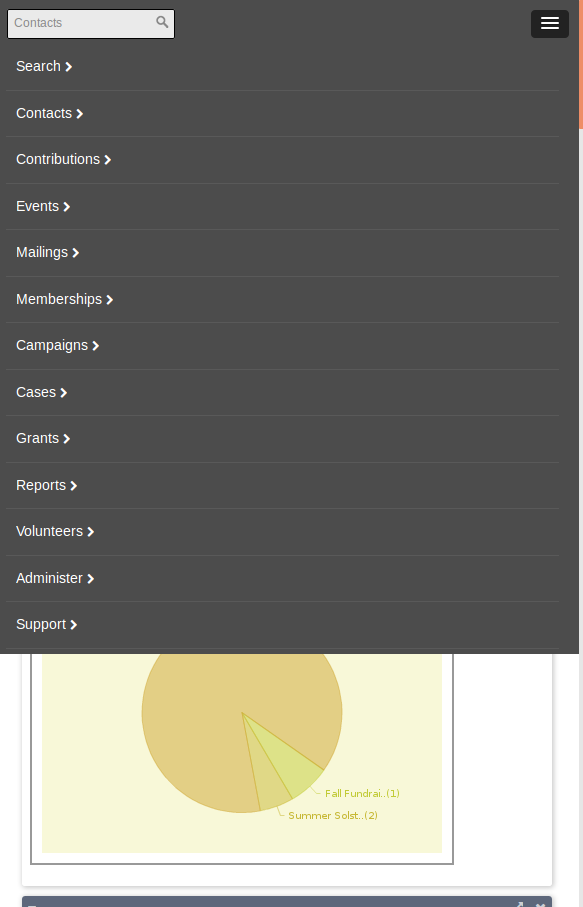 Contacts
Search
Contacts
Contributions
Events
Mailings
Memberships
Campaigns
Cases
Grants
Reports
Volunteers
Administer
Support
Fall Fundrai..(1)
Summer Solst..(2)